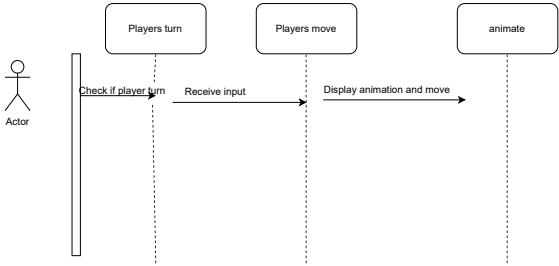 Players turn
Players move
animate
Check if player turn
Receive input
Display animation and move
Actor